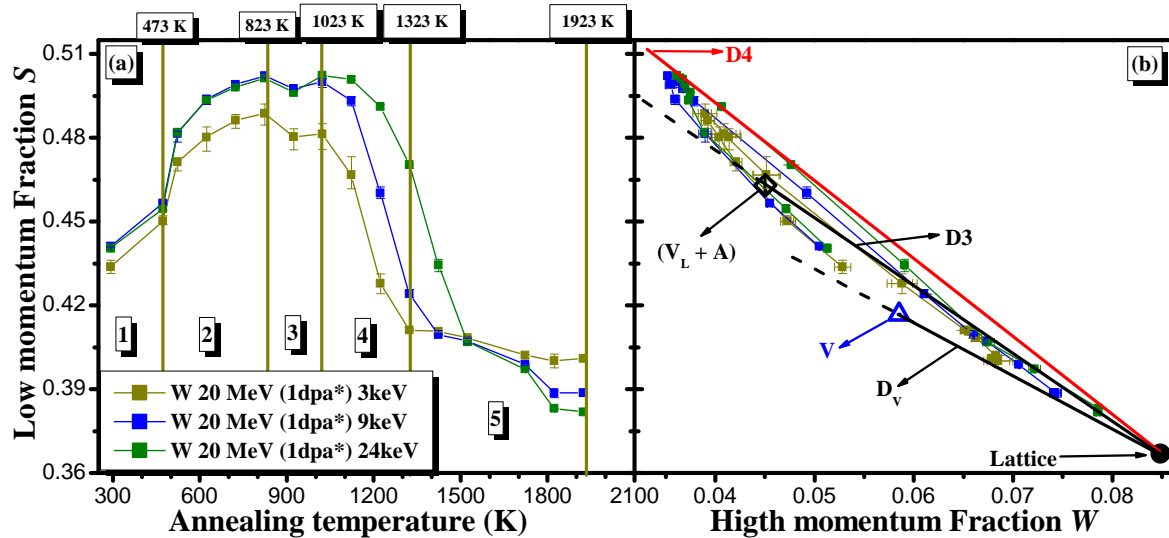 473 K
823 K
1023 K
1323 K
1923 K
Low momentum Fraction S
0.51
0.48
0.45
0.42
0.39
0.36
(a)
1
2
3
4
5
W 20 MeV (1dpa*) 3keV
W 20 MeV (1dpa*) 9keV
W 20 MeV (1dpa*) 24keV
300 600 900 1200 1500 1800 2100
Annealing temperature (K)
(b)
D4
D3
(V_L + A)
V
D_V
Lattice
0.04 0.05 0.06 0.07 0.08
Higth momentum Fraction W